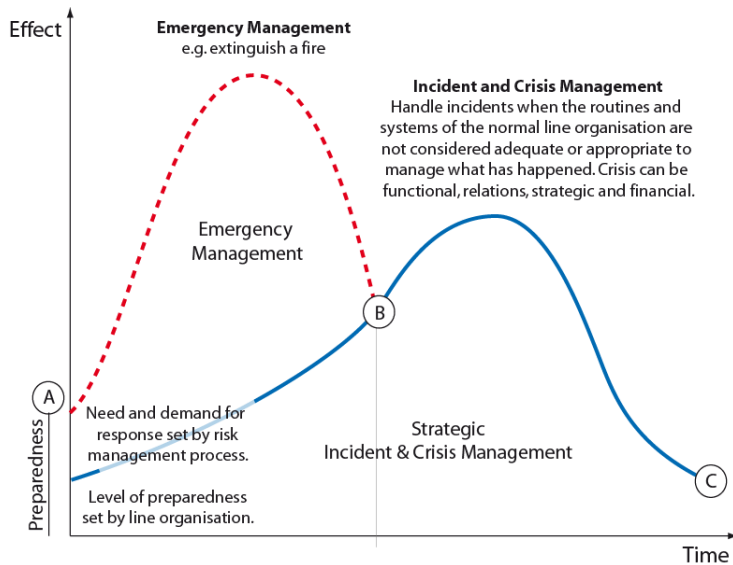 Effect
Emergency Management
e.g. extinguish a fire
Incident and Crisis Management
Handle incidents when the routines and
systems of the normal line organisation are
not considered adequate or appropriate to
manage what has happened. Crisis can be
functional, relations, strategic and financial.
Emergency
Management
B
A
Need and demand for
response set by risk
management process.
Strategic
Incident & Crisis Management
Preparedness
Level of preparedness
set by line organisation.
C
Time